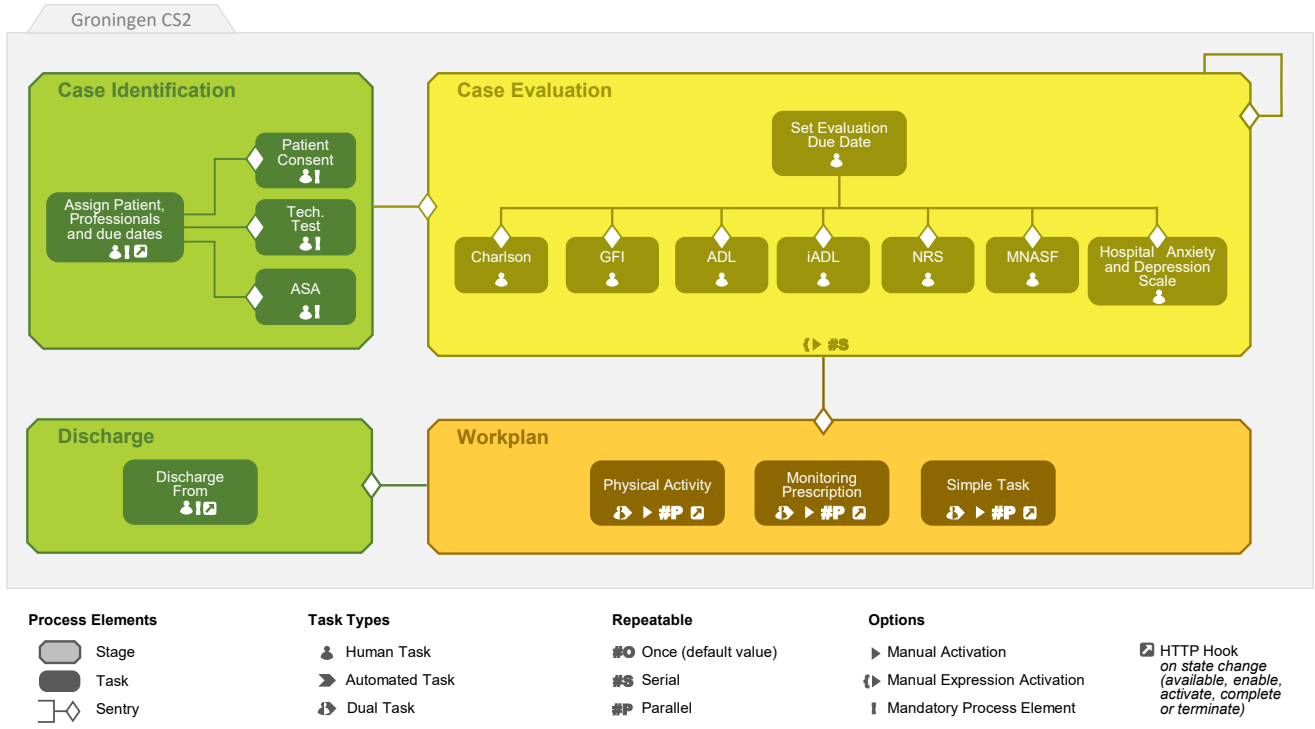 Groningen CS2
Case Identification
Assign Patient,
Professionals
and due dates
Patient
Consent
Tech.
Test
ASA
Case Evaluation
Set Evaluation
Due Date
Charlson
GFI
ADL
iADL
NRS
MNASF
Hospital Anxiety
and Depression
Scale
#S
Discharge
Discharge
From
Workplan
Physical Activity
#P
Monitoring
Prescription
#P
Simple Task
#P
Process Elements
Stage
Task
Sentry
Task Types
Human Task
Automated Task
Dual Task
Repeatable
#O Once (default value)
#S Serial
#P Parallel
Options
Manual Activation
Manual Expression Activation
Mandatory Process Element
HTTP Hook
on state change
(available, enable,
activate, complete
or terminate)